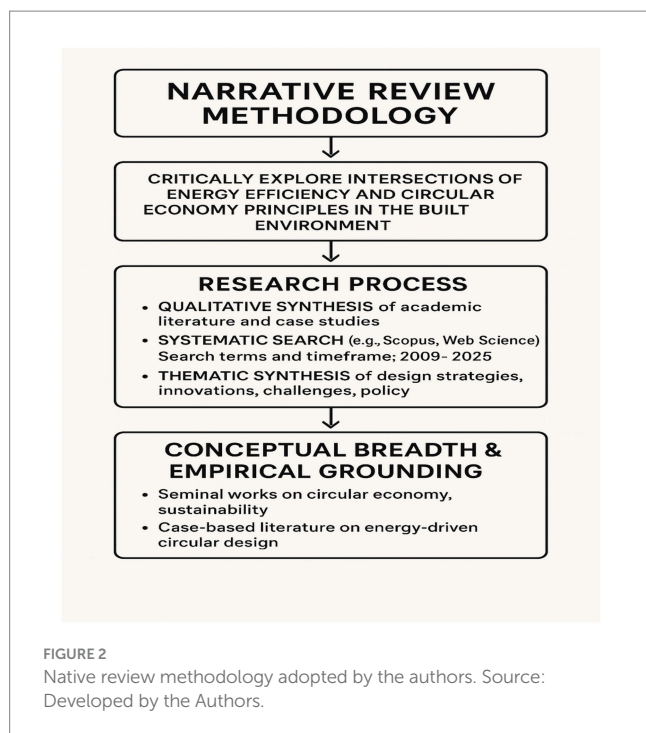 NARRATIVE REVIEW
METHODOLOGY
CRITICALLY EXPLORE INTERSECTIONS OF
ENERGY EFFICIENCY AND CIRCULAR
ECONOMY PRINCIPLES IN THE BUILT
ENVIRONMENT
RESEARCH PROCESS
• QUALITATIVE SYNTHESIS of academic
literature and case studies
• SYSTEMATIC SEARCH (e.g., Scopus, Web Science)
Search terms and timeframe; 2009- 2025
• THEMATIC SYNTHESIS of design strategies,
innovations, challenges, policy
CONCEPTUAL BREADTH &
EMPIRICAL GROUNDING
• Seminal works on circular economy,
sustainability
• Case-based literature on energy-driven
circular design
FIGURE 2
Native review methodology adopted by the authors. Source:
Developed by the Authors.